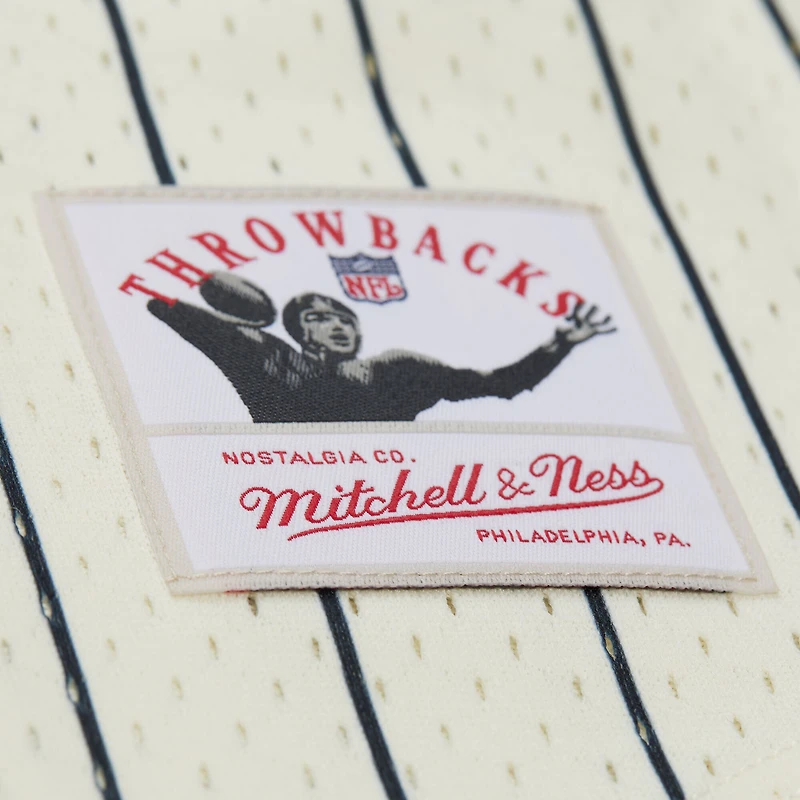 THROWBACKS
NFL
NOSTALGIA CO.
Mitchell & Ness
PHILADELPHIA, PA.